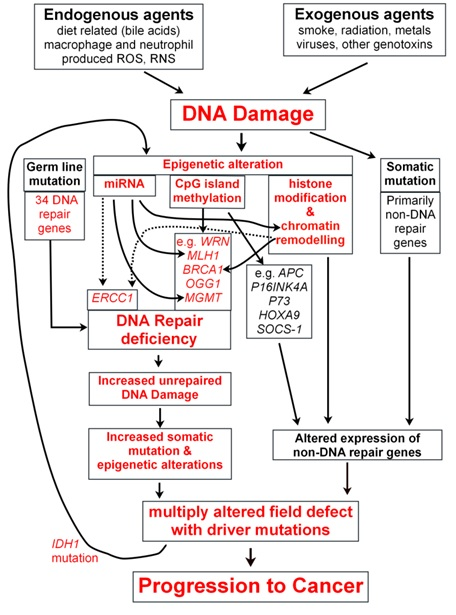 Endogenous agents
diet related (bile acids)
macrophage and neutrophil
produced ROS, RNS
Exogenous agents
smoke, radiation, metals
viruses, other genotoxins
DNA Damage
Germ line
mutation
34 DNA
repair
genes
Epigenetic alteration
miRNA
CpG island
methylation
histone
modification
&
chromatin
remodelling
Somatic
mutation
Primarily
non-DNA
repair
genes
e.g. WRN
MLH1
BRCA1
OGG1
MGMT
ERCC1
e.g. APC
P16INK4A
P73
HOXA9
SOCS-1
DNA Repair
deficiency
Increased unrepaired
DNA Damage
Increased somatic
mutation &
epigenetic alterations
Altered expression of
non-DNA repair genes
multiply altered field defect
with driver mutations
IDH1
mutation
Progression to Cancer